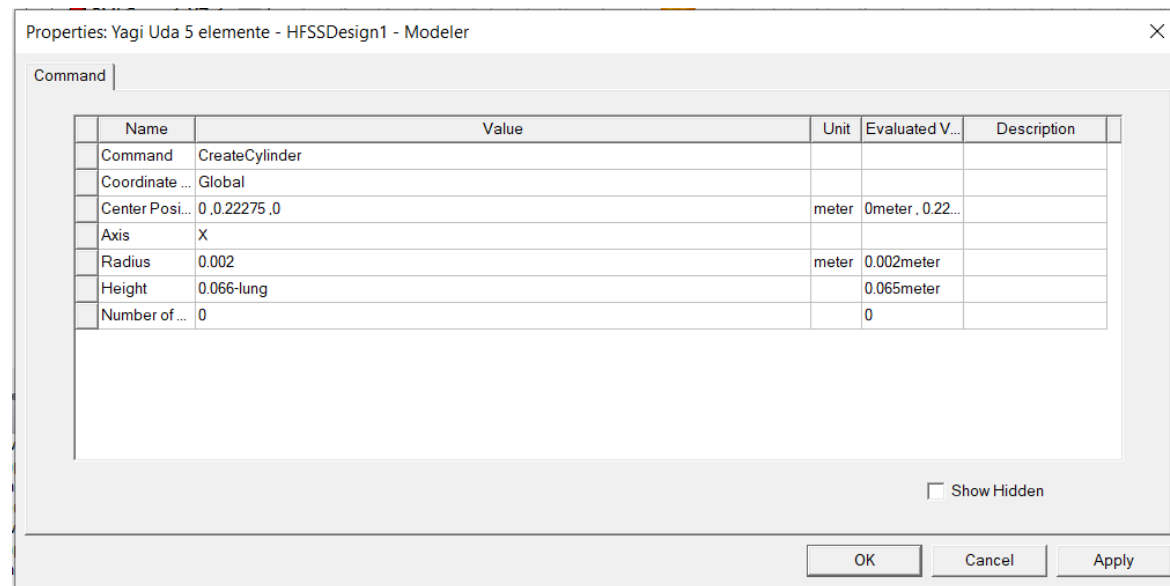 Properties: Yagi Uda 5 elemente - HFSSDesign1 - Modeler
Command
Name Value Unit Evaluated V... Description
Command CreateCylinder
Coordinate ... Global
Center Posi... 0 ,0.22275 ,0 meter 0meter , 0.22...
Axis X
Radius 0.002 meter 0.002meter
Height 0.066-lung 0.065meter
Number of ... 0 0
Show Hidden
OK Cancel Apply